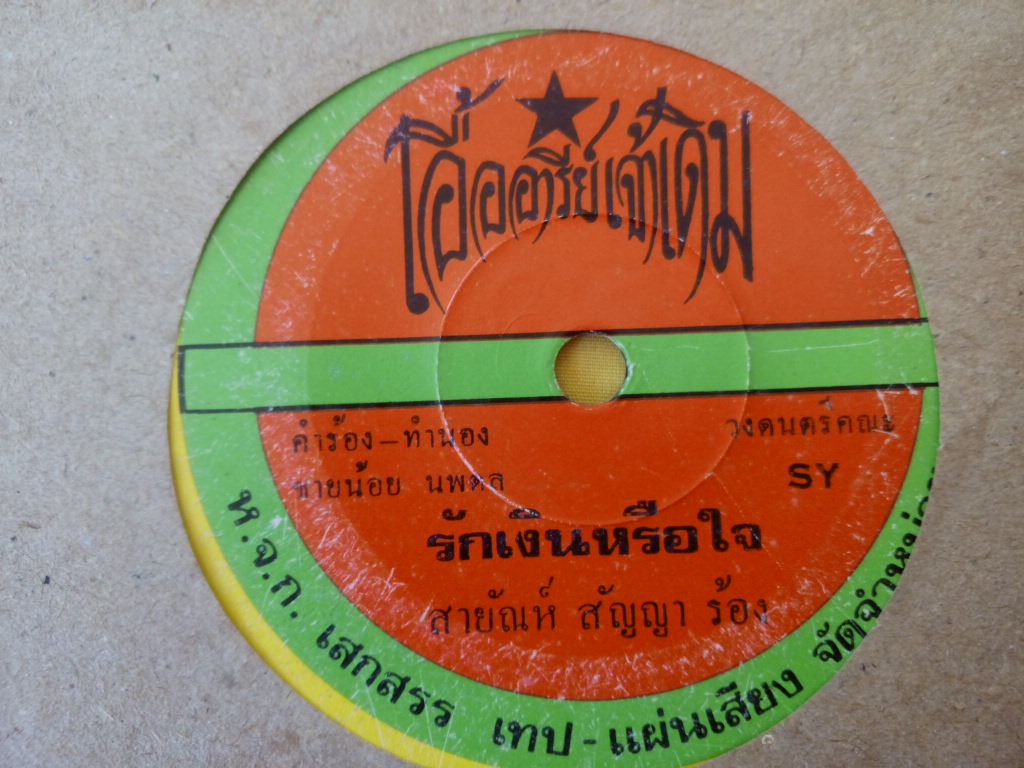 โอี้ออารีย์เจ้าเดิม
คำร้อง-ทำนอง
ชายน้อย นพดล
วงดนตรีคณะ
SY
รักเงินหรือใจ
สายัณห์ สัญญา ร้อง
ห.จ.ก. เสกสรร เทป-แผ่นเสียง จัดจำหน่าย